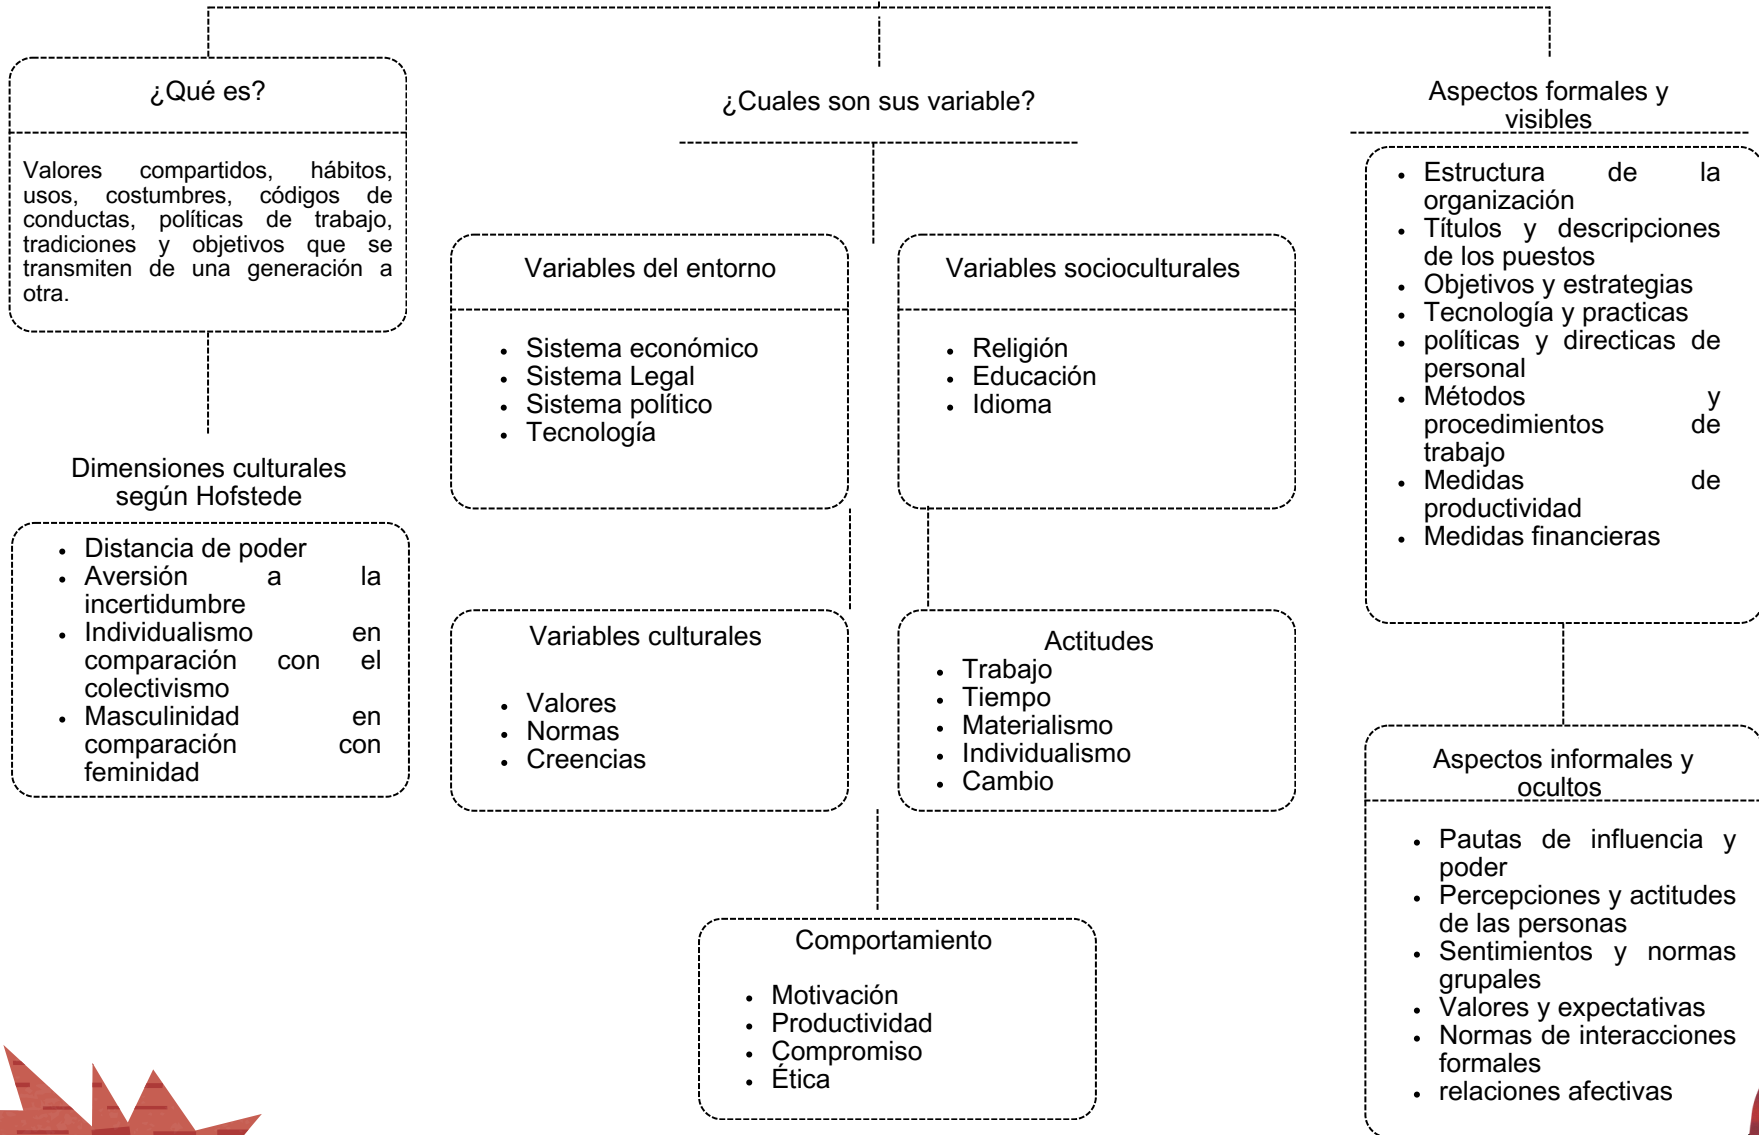 ¿Qué es?
Valores compartidos, hábitos,
usos, costumbres, códigos de
conductas, políticas de trabajo,
tradiciones y objetivos que se
transmiten de una generación a
otra.
Dimensiones culturales
según Hofstede
• Distancia de poder
• Aversión a la
incertidumbre
• Individualismo en
comparación con el
colectivismo
• Masculinidad en
comparación con
feminidad
¿Cuales son sus variable?
Variables del entorno
• Sistema económico
• Sistema Legal
• Sistema político
• Tecnología
Variables socioculturales
• Religión
• Educación
• Idioma
Variables culturales
• Valores
• Normas
• Creencias
Actitudes
• Trabajo
• Tiempo
• Materialismo
• Individualismo
• Cambio
Comportamiento
• Motivación
• Productividad
• Compromiso
• Ética
Aspectos formales y
visibles
• Estructura de la
organización
• Títulos y descripciones
de los puestos
• Objetivos y estrategias
• Tecnología y practicas
• políticas y directicas de
personal
• Métodos y
procedimientos de
trabajo
• Medidas de
productividad
• Medidas financieras
Aspectos informales y
ocultos
• Pautas de influencia y
poder
• Percepciones y actitudes
de las personas
• Sentimientos y normas
grupales
• Valores y expectativas
• Normas de interacciones
formales
• relaciones afectivas